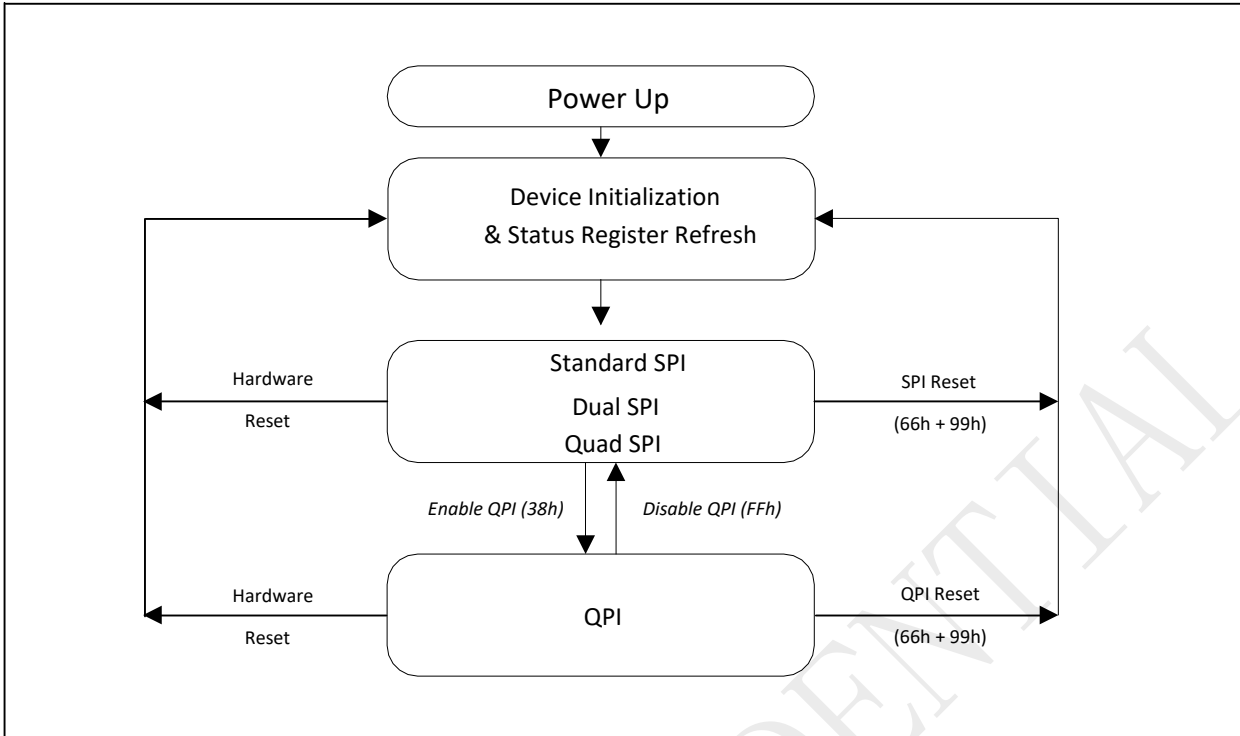 Power Up
Device Initialization
& Status Register Refresh
Standard SPI
Dual SPI
Quad SPI
Hardware
Reset
SPI Reset
(66h + 99h)
Enable QPI (38h)
Disable QPI (FFh)
QPI
Hardware
Reset
QPI Reset
(66h + 99h)